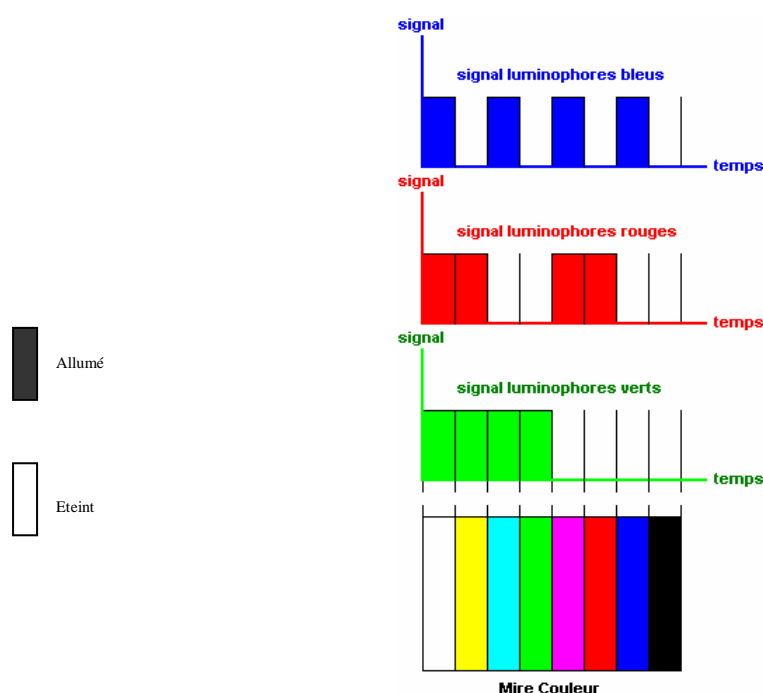 signal
signal luminophores bleus
temps
signal
signal luminophores rouges
temps
signal
signal luminophores verts
temps
Allumé
Eteint
Mire Couleur